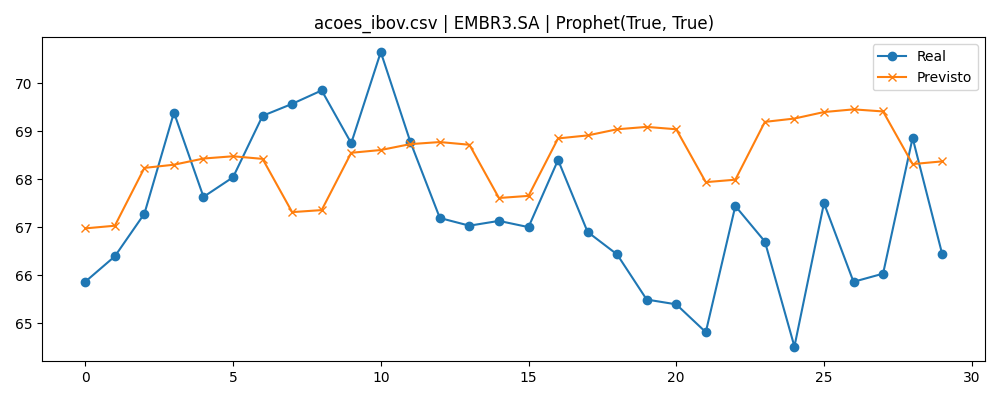 acoes_ibov.csv | EMBR3.SA | Prophet(True, True)
Real
Previsto
70
69
68
67
66
65
0 5 10 15 20 25 30